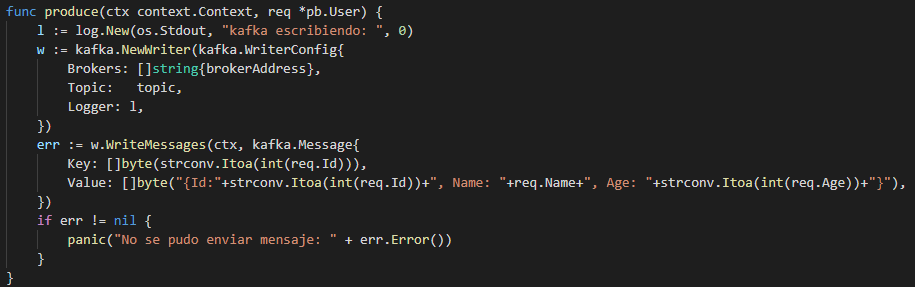 func produce(ctx context.Context, req *pb.User) {
    l := log.New(os.Stdout, "kafka escribiendo: ", 0)
    w := kafka.NewWriter(kafka.WriterConfig{
        Brokers: []string{brokerAddress},
        Topic:   topic,
        Logger: l,
    })
    err := w.WriteMessages(ctx, kafka.Message{
        Key: []byte(strconv.Itoa(int(req.Id))),
        Value: []byte("{Id:"+strconv.Itoa(int(req.Id))+", Name: "+req.Name+", Age: "+strconv.Itoa(int(req.Age))+"}"),
    })
    if err != nil {
        panic("No se pudo enviar mensaje: " + err.Error())
    }
}